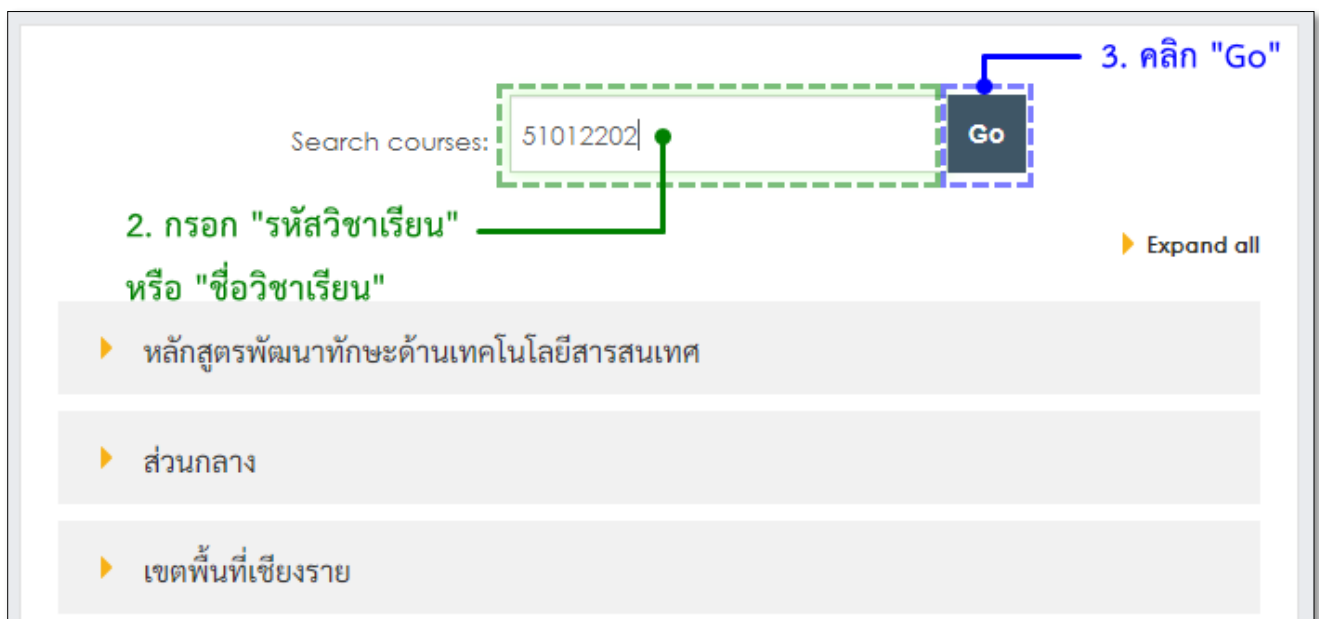 3. คลิก "Go"
Search courses: 51012202 Go
2. กรอก "รหัสวิชาเรียน"
Expand all
หรือ "ชื่อวิชาเรียน"
หลักสูตรพัฒนาทักษะด้านเทคโนโลยีสารสนเทศ
ส่วนกลาง
เขตพื้นที่เชียงราย